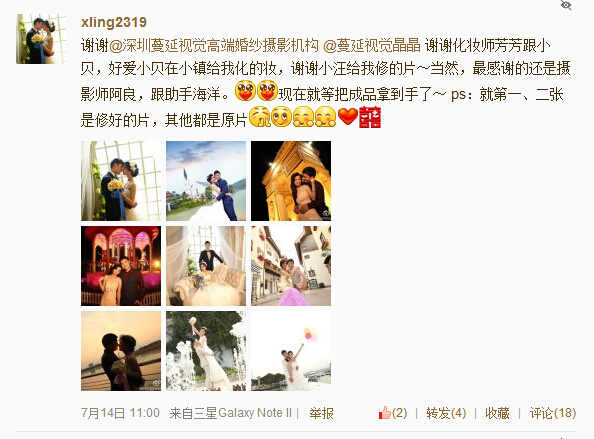 xling2319
谢谢@深圳蔓延视觉高端婚纱摄影机构 @蔓延视觉晶晶 谢谢化妆师芳芳跟小
贝，好爱小贝在小镇给我化的妆，谢谢小汪给我修的片～当然，最感谢的还是摄
影师阿良，跟助手海洋。现在就等把成品拿到手了～ ps：就第一、二张
是修好的片，其他都是原片囍
7月14日 11:00 来自三星Galaxy Note II | 举报 (2) | 转发(4) | 收藏 | 评论(18)